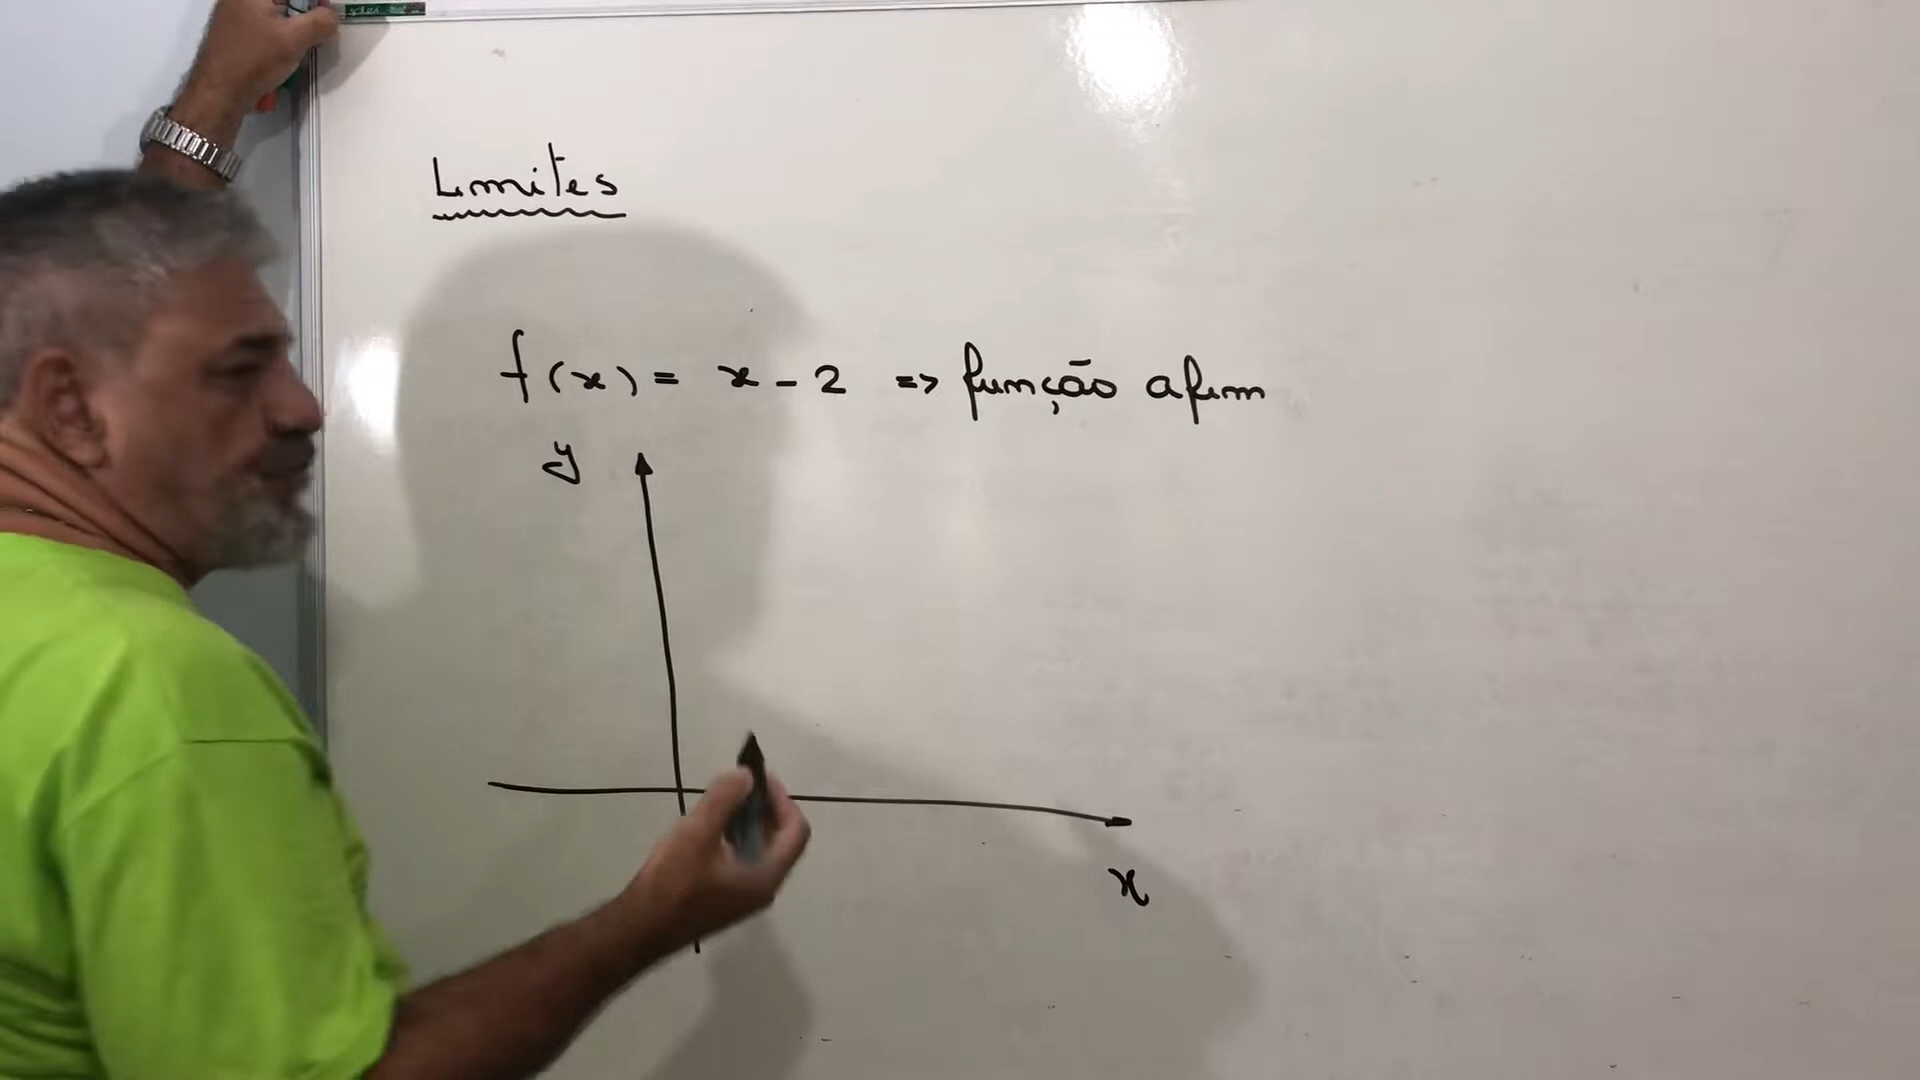 Limites
f(x) = x - 2 => função afim
y
x